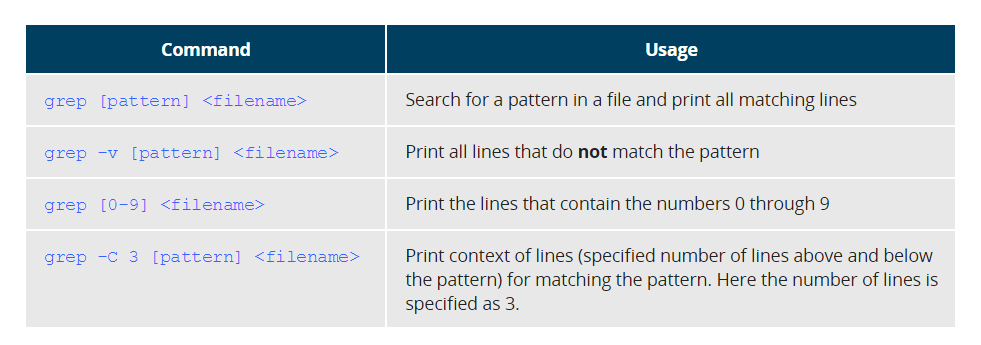 Command Usage
grep [pattern] <filename> Search for a pattern in a file and print all matching lines
grep -v [pattern] <filename> Print all lines that do not match the pattern
grep [0-9] <filename> Print the lines that contain the numbers 0 through 9
grep -C 3 [pattern] <filename> Print context of lines (specified number of lines above and below
the pattern) for matching the pattern. Here the number of lines is
specified as 3.